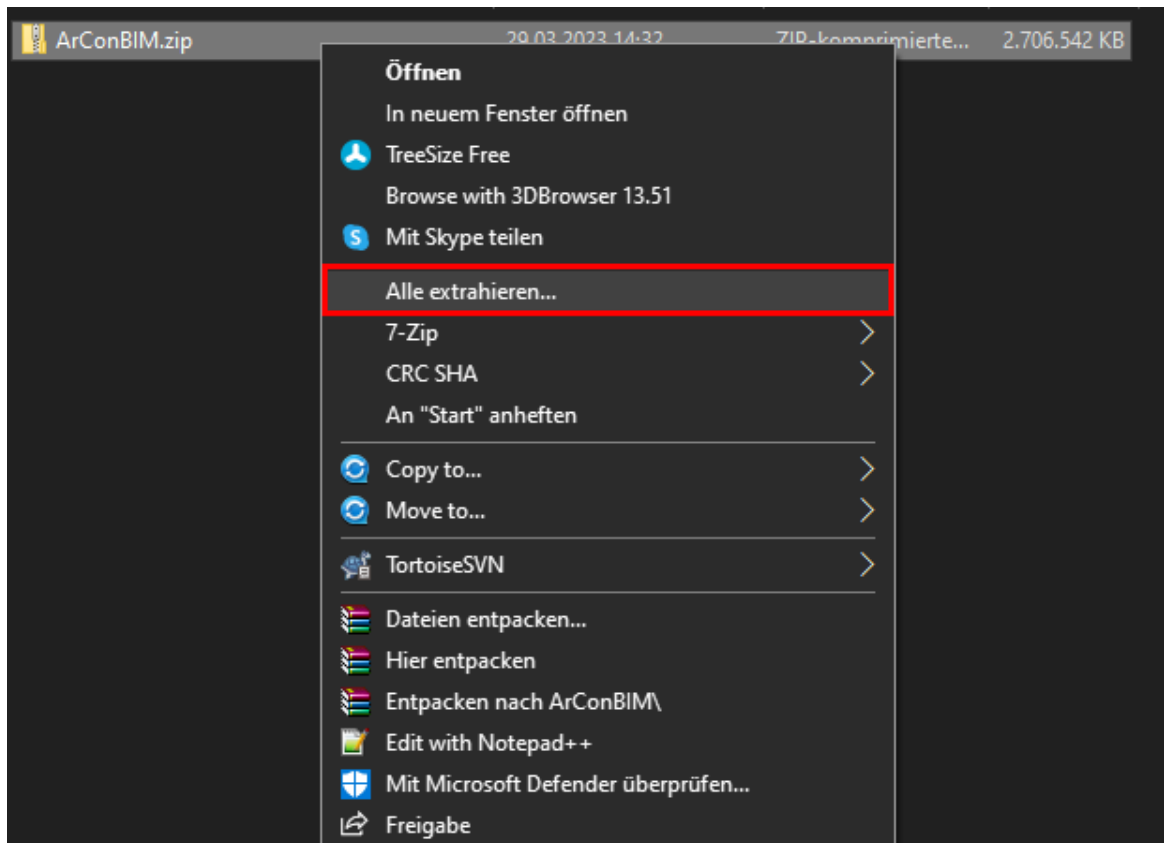 ArConBIM.zip 29.03.2023 14:32 ZIP-komprimierte... 2.706.542 KB
Öffnen
In neuem Fenster öffnen
TreeSize Free
Browse with 3DBrowser 13.51
Mit Skype teilen
Alle extrahieren...
7-Zip
CRC SHA
An "Start" anheften
Copy to...
Move to...
TortoiseSVN
Dateien entpacken...
Hier entpacken
Entpacken nach ArConBIM\
Edit with Notepad++
Mit Microsoft Defender überprüfen...
Freigabe